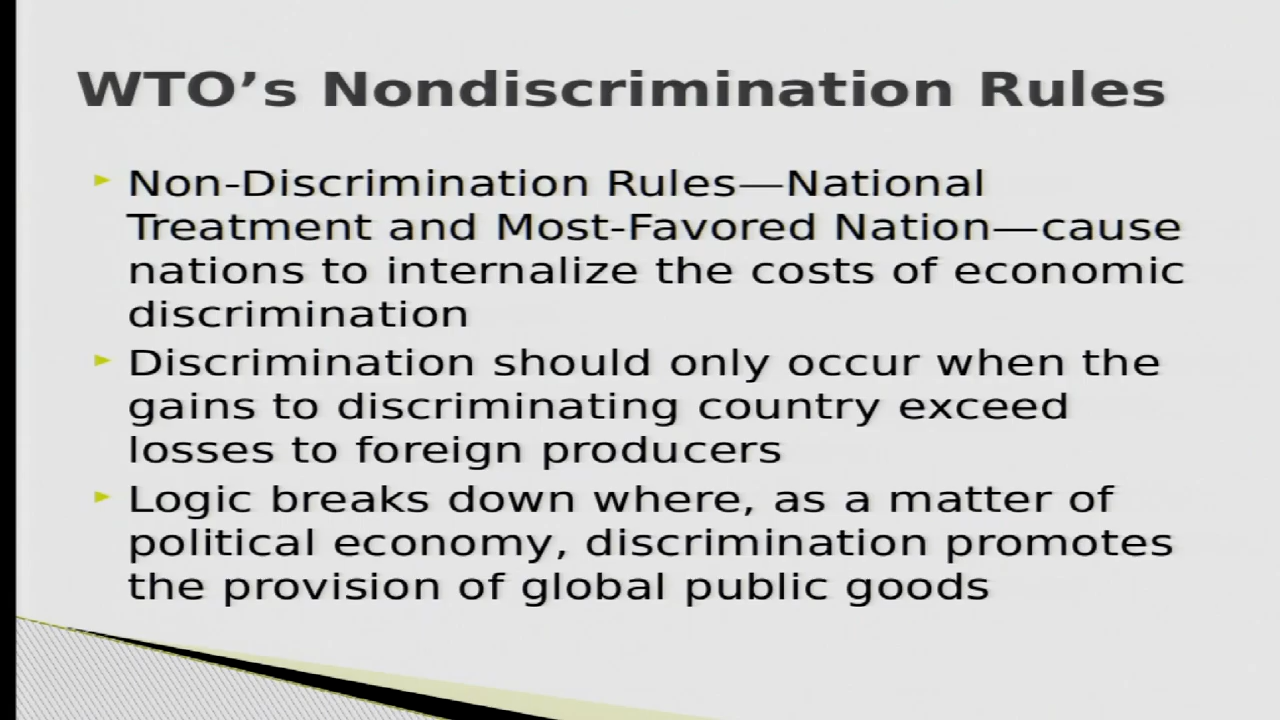 WTO’s Nondiscrimination Rules
Non-Discrimination Rules—National
Treatment and Most-Favored Nation—cause
nations to internalize the costs of economic
discrimination
Discrimination should only occur when the
gains to discriminating country exceed
losses to foreign producers
Logic breaks down where, as a matter of
political economy, discrimination promotes
the provision of global public goods